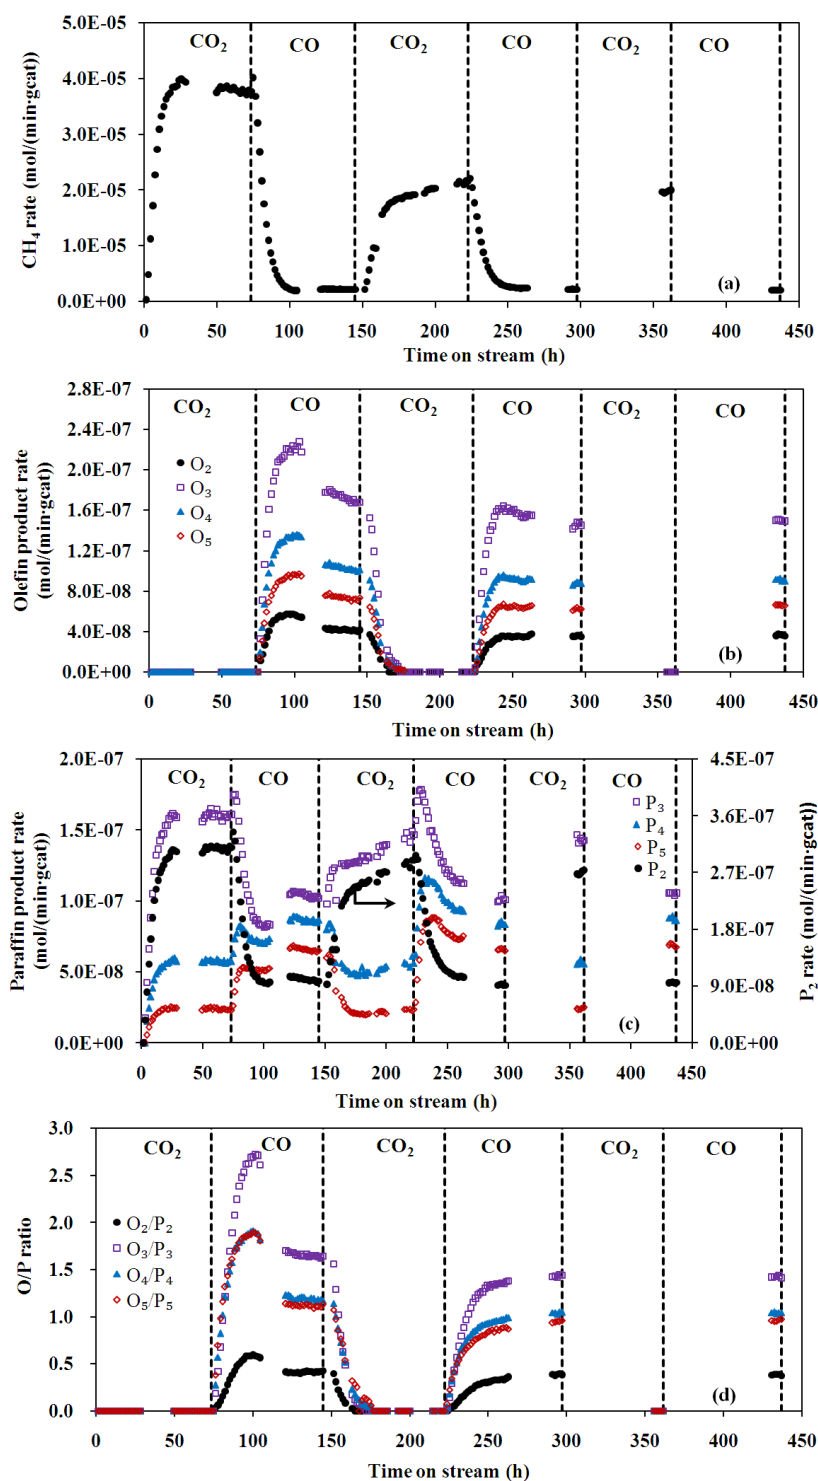 CO₂ CO CO₂ CO CO₂ CO
5.0E-05
4.0E-05
3.0E-05
2.0E-05
1.0E-05
0.0E+00
CH₄ rate (mol/(min·gcat))
(a)
0 50 100 150 200 250 300 350 400 450
Time on stream (h)
CO₂ CO CO₂ CO CO₂ CO
2.8E-07
2.4E-07
2.0E-07
1.6E-07
1.2E-07
8.0E-08
4.0E-08
0.0E+00
Olefin product rate
(mol/(min·gcat))
O₂
O₃
O₄
O₅
(b)
0 50 100 150 200 250 300 350 400 450
Time on stream (h)
CO₂ CO CO₂ CO CO₂ CO
2.0E-07
1.5E-07
1.0E-07
5.0E-08
0.0E+00
Paraffin product rate
(mol/(min·gcat))
4.5E-07
3.6E-07
2.7E-07
1.8E-07
9.0E-08
0.0E+00
P₂ rate (mol/(min·gcat))
P₃
P₄
P₅
P₂
(c)
0 50 100 150 200 250 300 350 400 450
Time on stream (h)
CO₂ CO CO₂ CO CO₂ CO
3.0
2.5
2.0
1.5
1.0
0.5
0.0
O/P ratio
O₂/P₂
O₃/P₃
O₄/P₄
O₅/P₅
(d)
0 50 100 150 200 250 300 350 400 450
Time on stream (h)